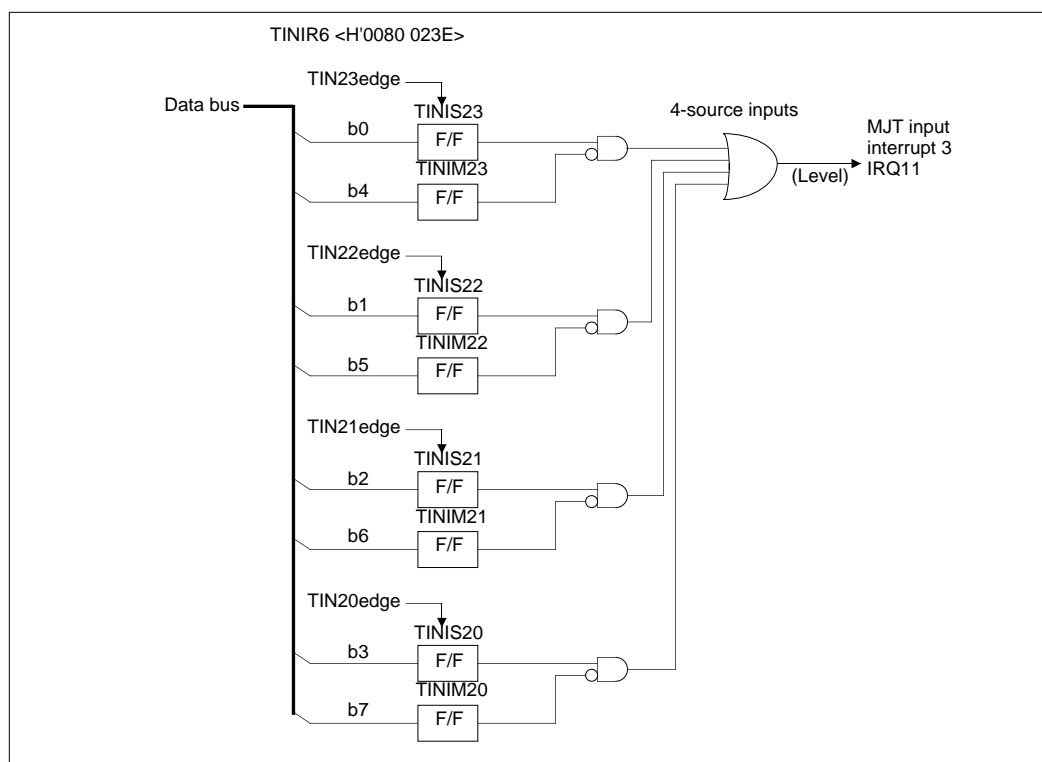 TINIR6 <H'0080 023E>
TIN23edge
Data bus
TINIS23
4-source inputs
b0
F/F
MJT input
interrupt 3
IRQ11
TINIM23
(Level)
b4
F/F
TIN22edge
TINIS22
b1
F/F
TINIM22
b5
F/F
TIN21edge
TINIS21
b2
F/F
TINIM21
b6
F/F
TIN20edge
TINIS20
b3
F/F
TINIM20
b7
F/F